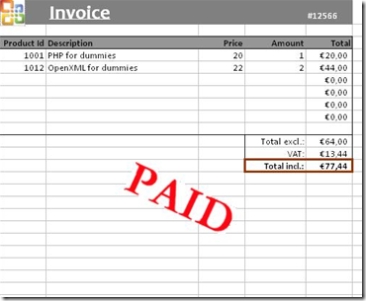 Invoice #12566
Product Id Description Price Amount Total
1001 PHP for dummies 20 1 €20,00
1012 OpenXML for dummies 22 2 €44,00
€0,00
€0,00
€0,00
€0,00
Total excl.: €64,00
VAT: €13,44
Total incl.: €77,44
PAID